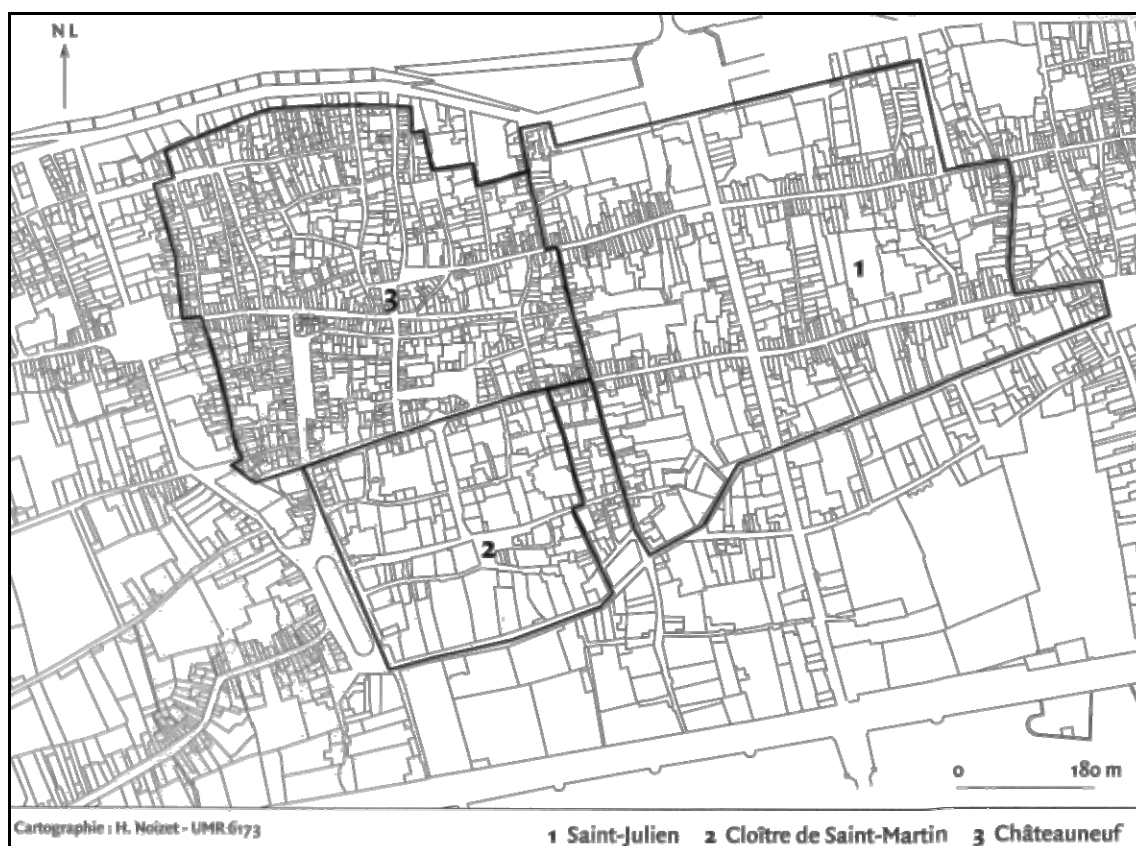 NL
3
1
2
0 180 m
Cartographie : H. Noizet - UMR 6173
1 Saint-Julien 2 Cloître de Saint-Martin 3 Châteauneuf